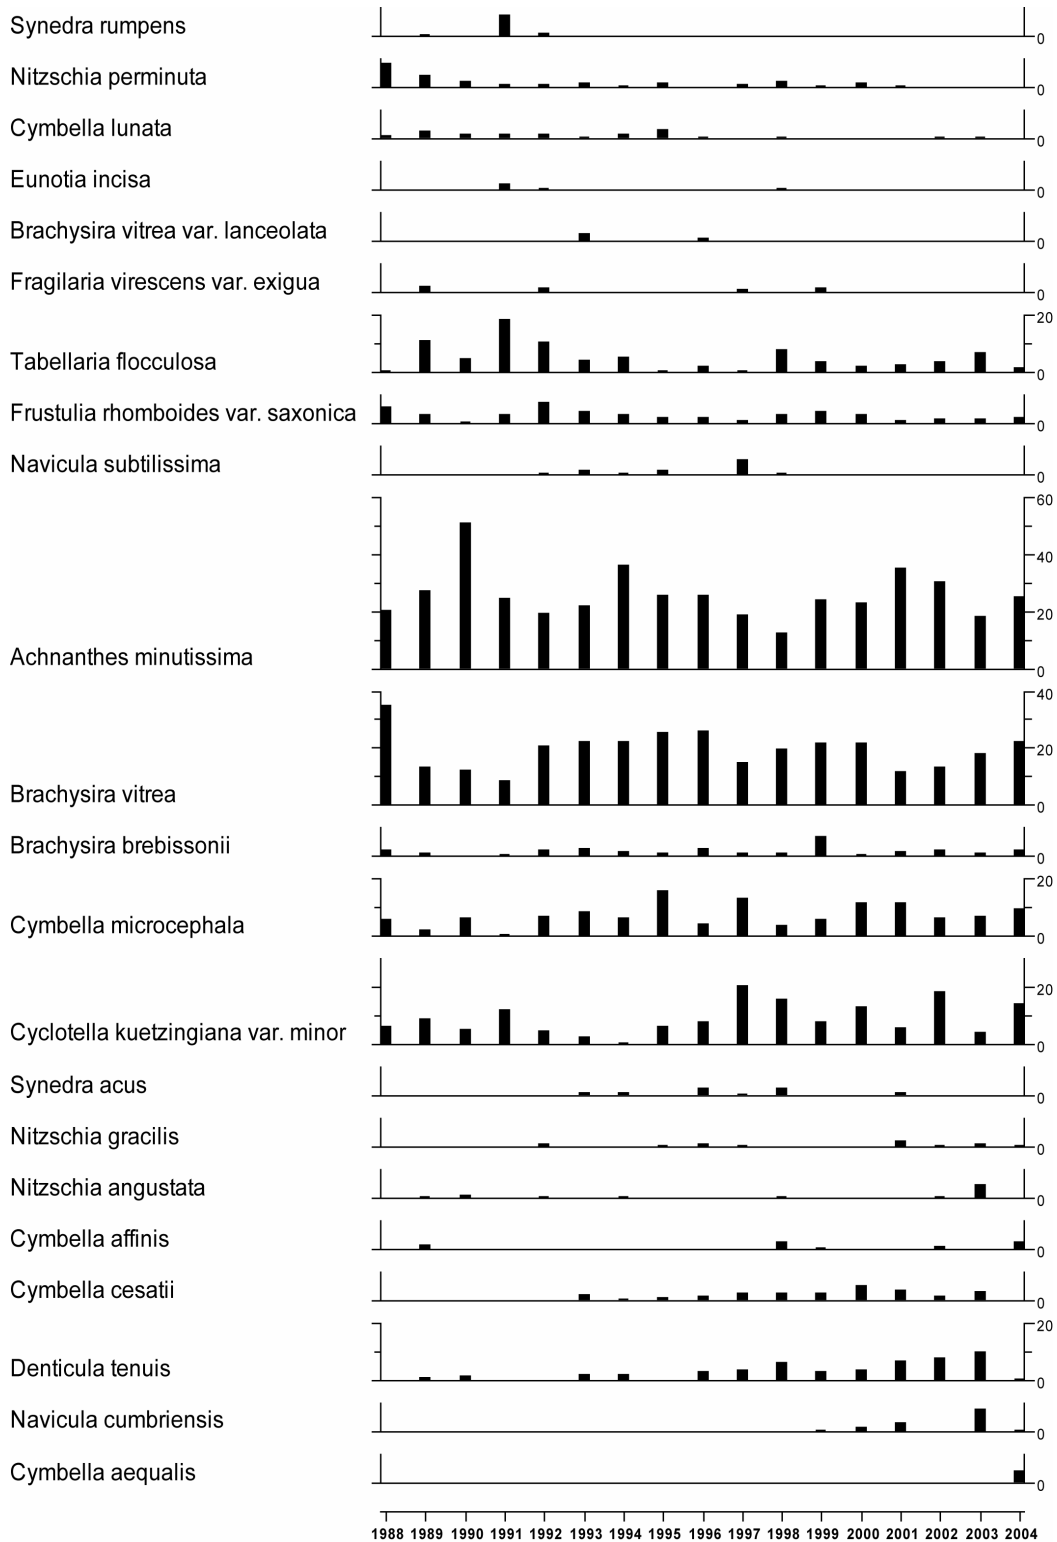 Synedra rumpens 0
Nitzschia perminuta 0
Cymbella lunata 0
Eunotia incisa 0
Brachysira vitrea var. lanceolata 0
Fragilaria virescens var. exigua 0
20
Tabellaria flocculosa 0
Frustulia rhomboides var. saxonica 0
Navicula subtilissima 0
60
40
20
Achnanthes minutissima 0
40
20
Brachysira vitrea 0
Brachysira brebissonii 0
20
Cymbella microcephala 0
20
Cyclotella kuetzingiana var. minor 0
Synedra acus 0
Nitzschia gracilis 0
Nitzschia angustata 0
Cymbella affinis 0
Cymbella cesatii 0
20
Denticula tenuis 0
Navicula cumbriensis 0
Cymbella aequalis 0
1988 1989 1990 1991 1992 1993 1994 1995 1996 1997 1998 1999 2000 2001 2002 2003 2004